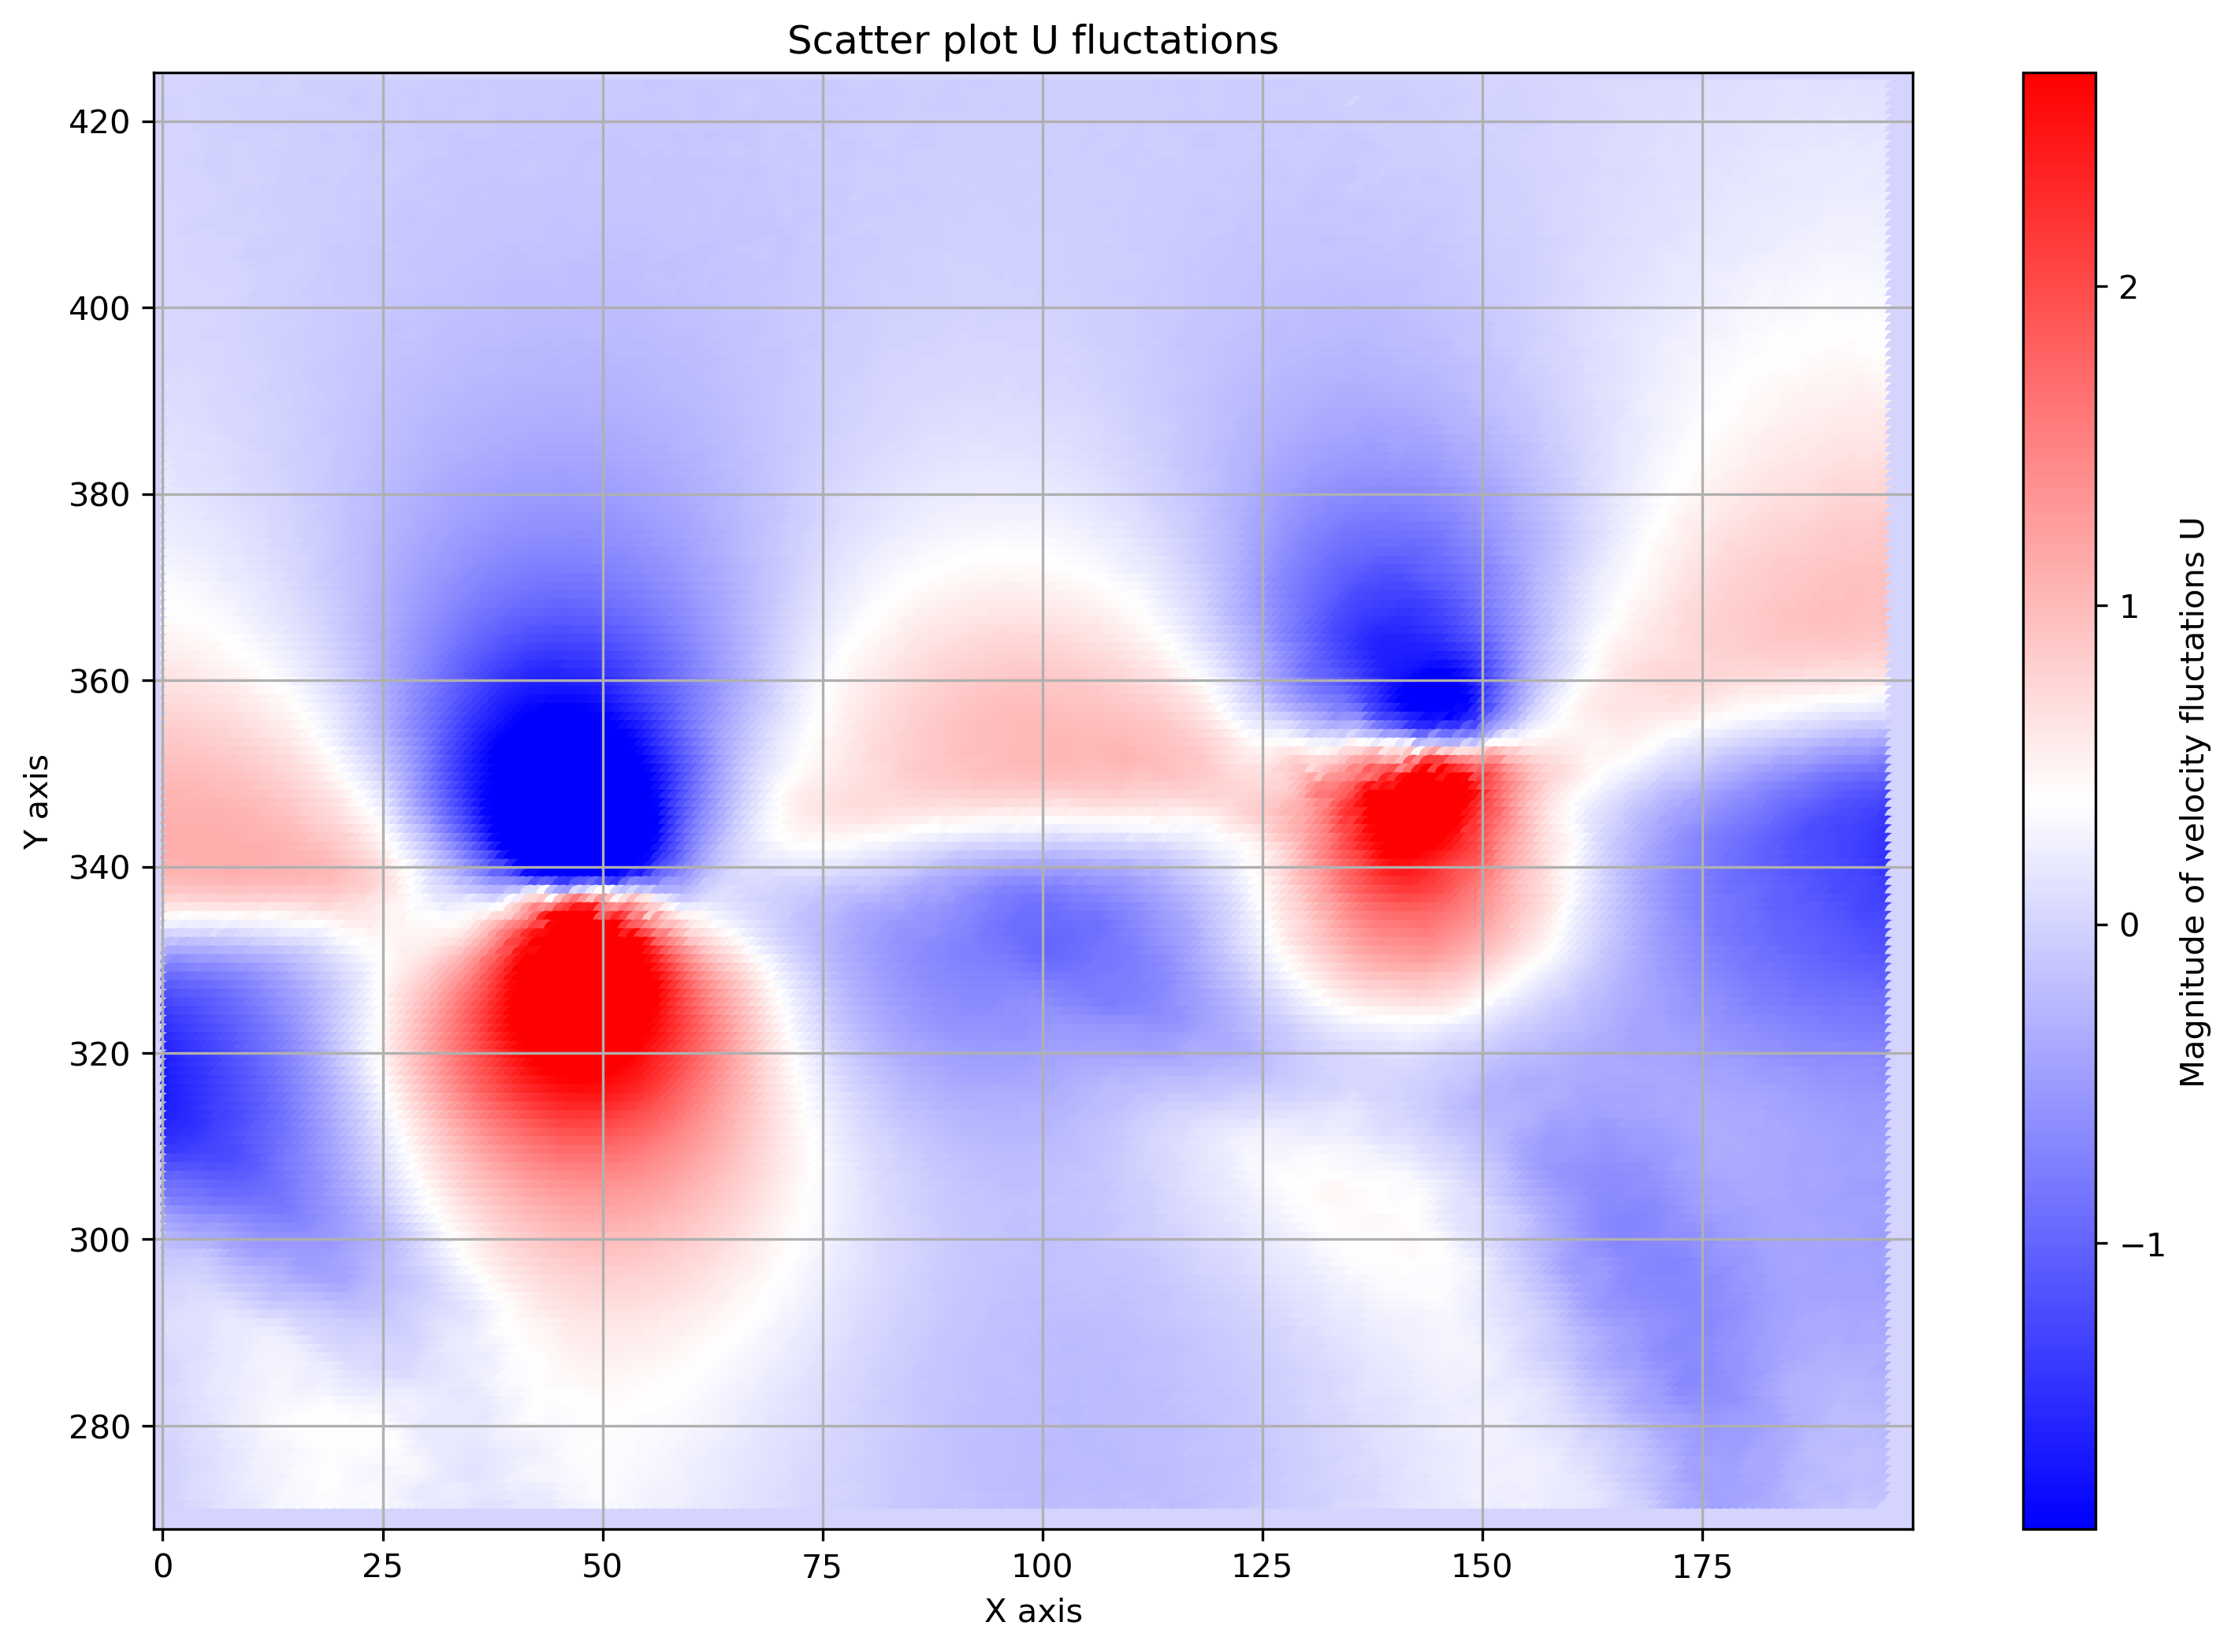 Scatter plot U fluctations
420
400
380
360
340
320
300
280
Y axis
0 25 50 75 100 125 150 175
X axis
2
1
0
−1
Magnitude of velocity fluctations U